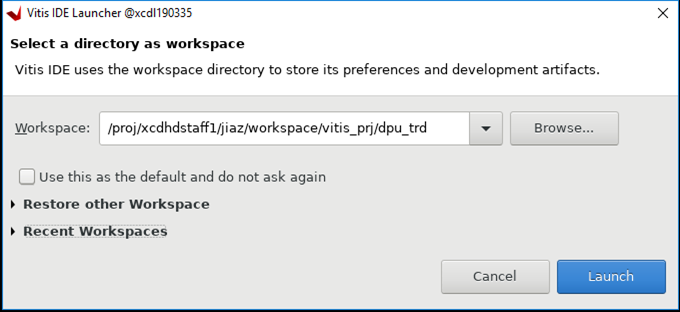 Vitis IDE Launcher @xcdl190335
Select a directory as workspace
Vitis IDE uses the workspace directory to store its preferences and development artifacts.
Workspace: /proj/xcdhdstaff1/jiaz/workspace/vitis_prj/dpu_trd Browse...
Use this as the default and do not ask again
Restore other Workspace
Recent Workspaces
Cancel Launch